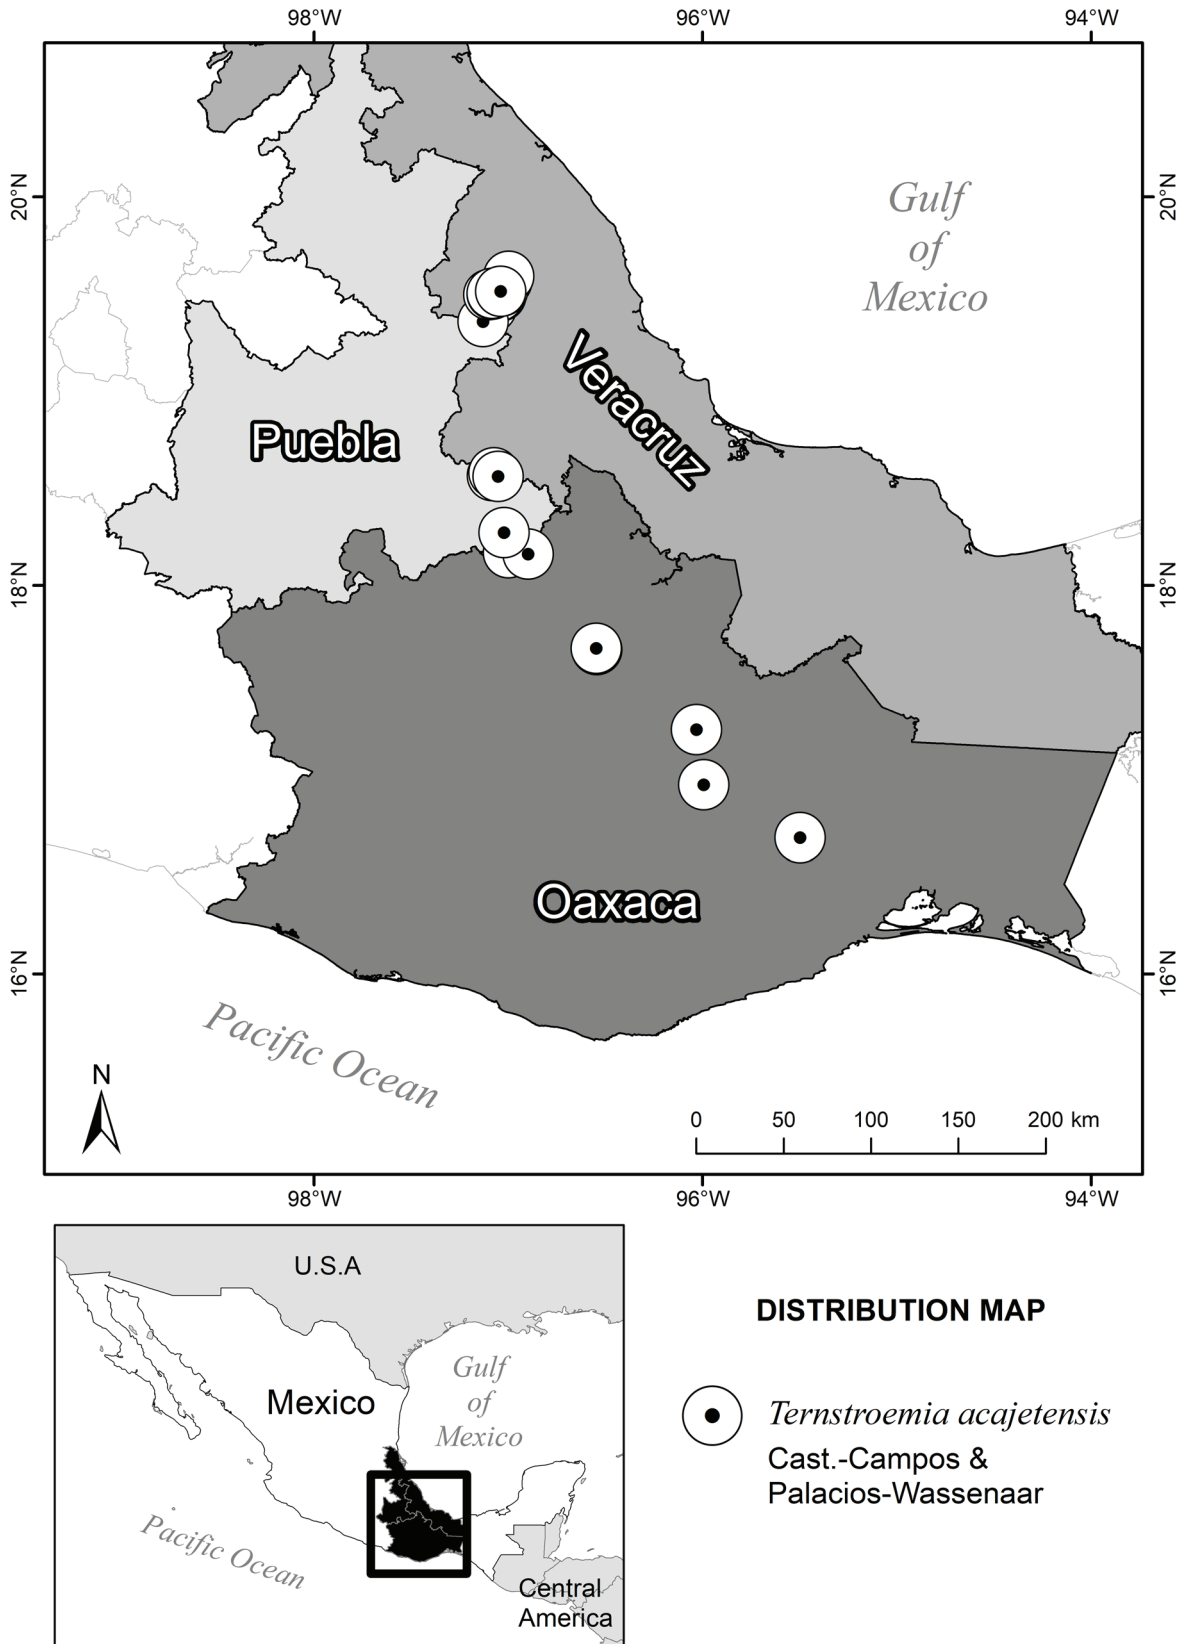 98°W
96°W
94°W
20°N
20°N
Gulf
of
Mexico
Veracruz
Puebla
18°N
18°N
Oaxaca
16°N
16°N
Pacific Ocean
N
0 50 100 150 200 km
98°W
96°W
94°W
U.S.A
Gulf
of
Mexico
Mexico
Pacific Ocean
Central
America
DISTRIBUTION MAP
Ternstroemia acajetensis
Cast.-Campos &
Palacios-Wassenaar